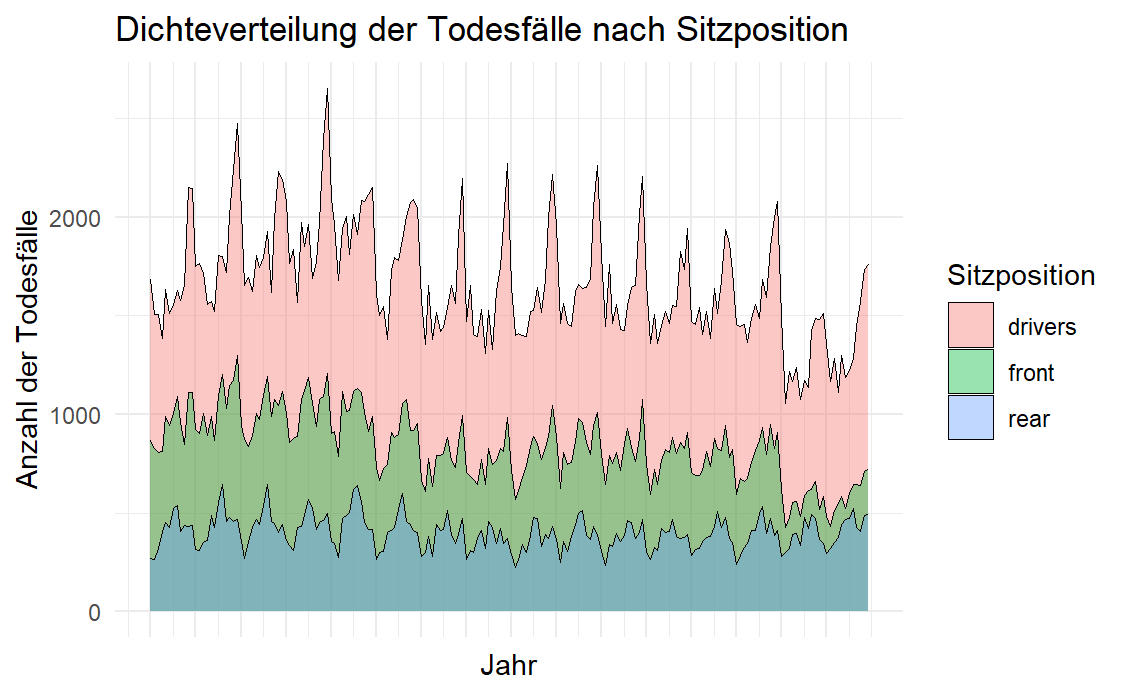 Dichteverteilung der Todesfälle nach Sitzposition
Anzahl der Todesfälle
2000
1000
0
Jahr
Sitzposition
drivers
front
rear